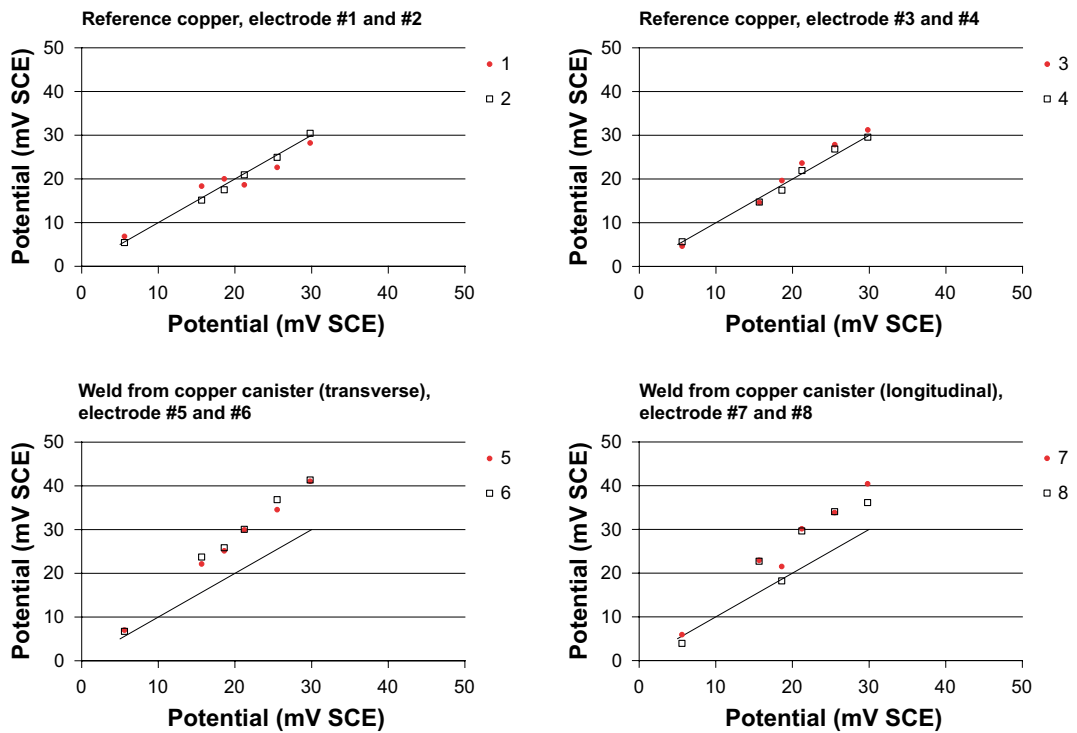 Reference copper, electrode #1 and #2
Potential (mV SCE)
50
40
30
20
10
0
0 10 20 30 40 50
Potential (mV SCE)
1
2
Reference copper, electrode #3 and #4
Potential (mV SCE)
50
40
30
20
10
0
0 10 20 30 40 50
Potential (mV SCE)
3
4
Weld from copper canister (transverse),
electrode #5 and #6
Potential (mV SCE)
50
40
30
20
10
0
0 10 20 30 40 50
Potential (mV SCE)
5
6
Weld from copper canister (longitudinal),
electrode #7 and #8
Potential (mV SCE)
50
40
30
20
10
0
0 10 20 30 40 50
Potential (mV SCE)
7
8